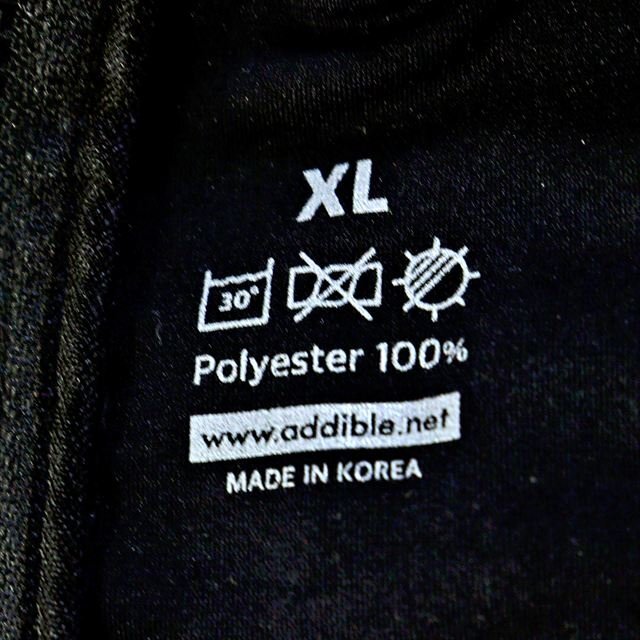 XL
30°
Polyester 100%
www.addible.net
MADE IN KOREA